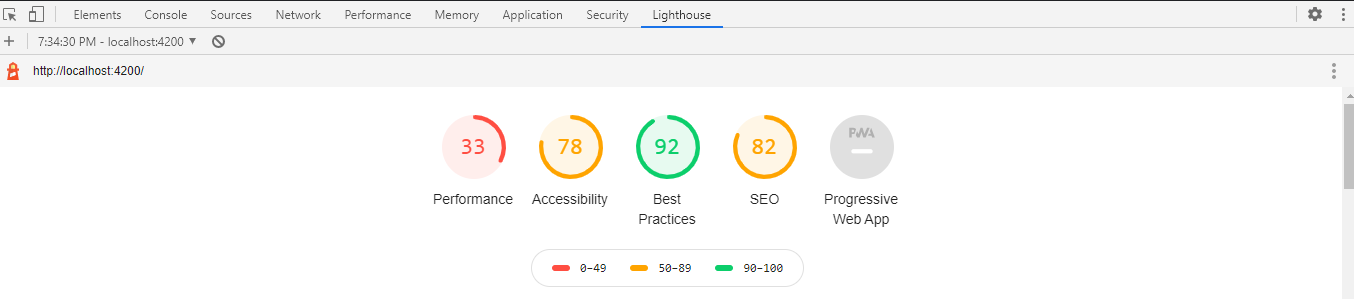 Elements Console Sources Network Performance Memory Application Security Lighthouse
7:34:30 PM - localhost:4200
http://localhost:4200/
33 78 92 82 PWA
Performance Accessibility Best SEO Progressive
Practices Web App
0–49 50–89 90–100